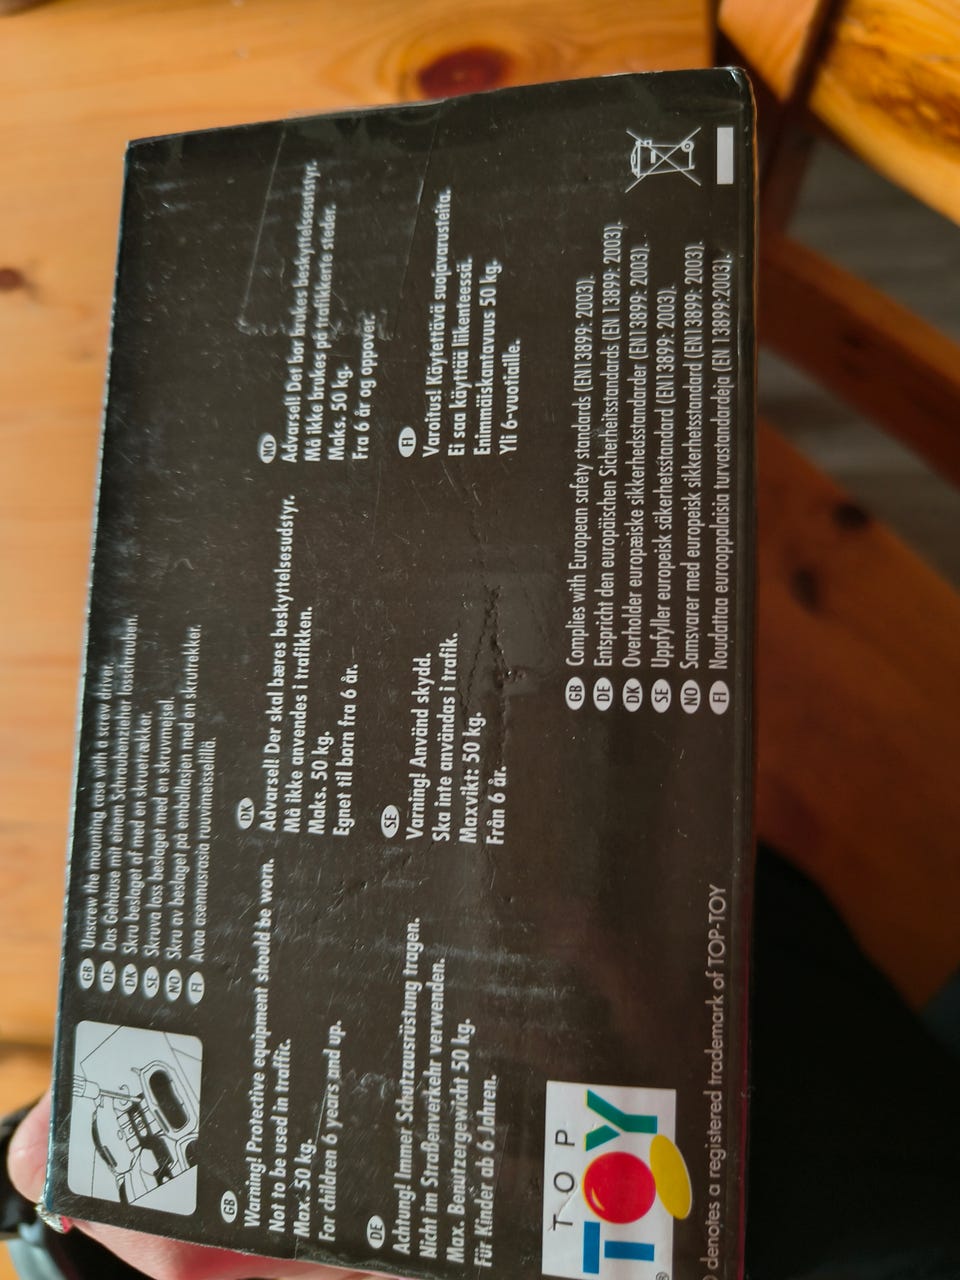 GB Unscrew the mounting case with a screw driver.
DE Das Gehäuse mit einem Schraubenzieher losschrauben.
DK Skru beslaget af med en skruetrækker.
SE Skruva loss beslaget med en skruvmejsel.
NO Skru av beslaget på emballasjen med en skrutrekker.
FI Avaa asennusrasia ruuvimeisselillä.
GB
Warning! Protective equipment should be worn.
Not to be used in traffic.
Max. 50 kg.
For children 6 years and up.
DE
Achtung! Immer Schutzausrüstung tragen.
Nicht im Straßenverkehr verwenden.
Max. Benutzergewicht 50 kg.
Für Kinder ab 6 Jahren.
DK
Advarsel! Der skal bæres beskyttelsesudstyr.
Må ikke anvendes i trafikken.
Maks. 50 kg.
Egnet til børn fra 6 år.
SE
Varning! Använd skydd.
Ska inte användas i trafik.
Maxvikt: 50 kg.
Från 6 år.
NO
Advarsel! Det bør brukes beskyttelsesutstyr.
Må ikke brukes på trafikkerte steder.
Maks. 50 kg.
Fra 6 år og oppover.
FI
Varoitus! Käytettävä suojavarusteita.
Ei saa käyttää liikenteessä.
Enimmäiskantavuus 50 kg.
Yli 6-vuotiaille.
GB Complies with European safety standards (EN13899: 2003).
DE Entspricht den europäischen Sicherheitsstandards (EN 13899: 2003).
DK Overholder europæiske sikkerhedsstandarder (EN13899: 2003).
SE Uppfyller europeisk säkerhetsstandard (EN13899: 2003).
NO Samsvarer med europeisk sikkerhetsstandard (EN 13899: 2003).
FI Noudattaa eurooppalaisia turvastandardeja (EN 13899:2003).
TOP
TOY
®
denotes a registered trademark of TOP-TOY